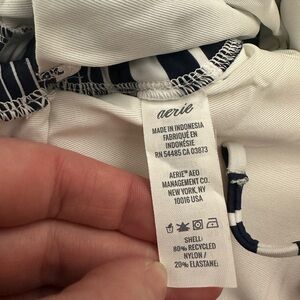 aerie
MADE IN INDONESIA
FABRIQUÉ EN
INDONÉSIE
RN 54485 CA 03873
AERIE™ AEO
MANAGEMENT CO.
NEW YORK, NY
10016 USA
SHELL:
80% RECYCLED
NYLON /
20% ELASTANE